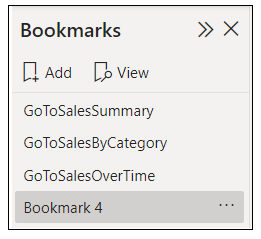 Bookmarks
Add View
GoToSalesSummary
GoToSalesByCategory
GoToSalesOverTime
Bookmark 4 ...